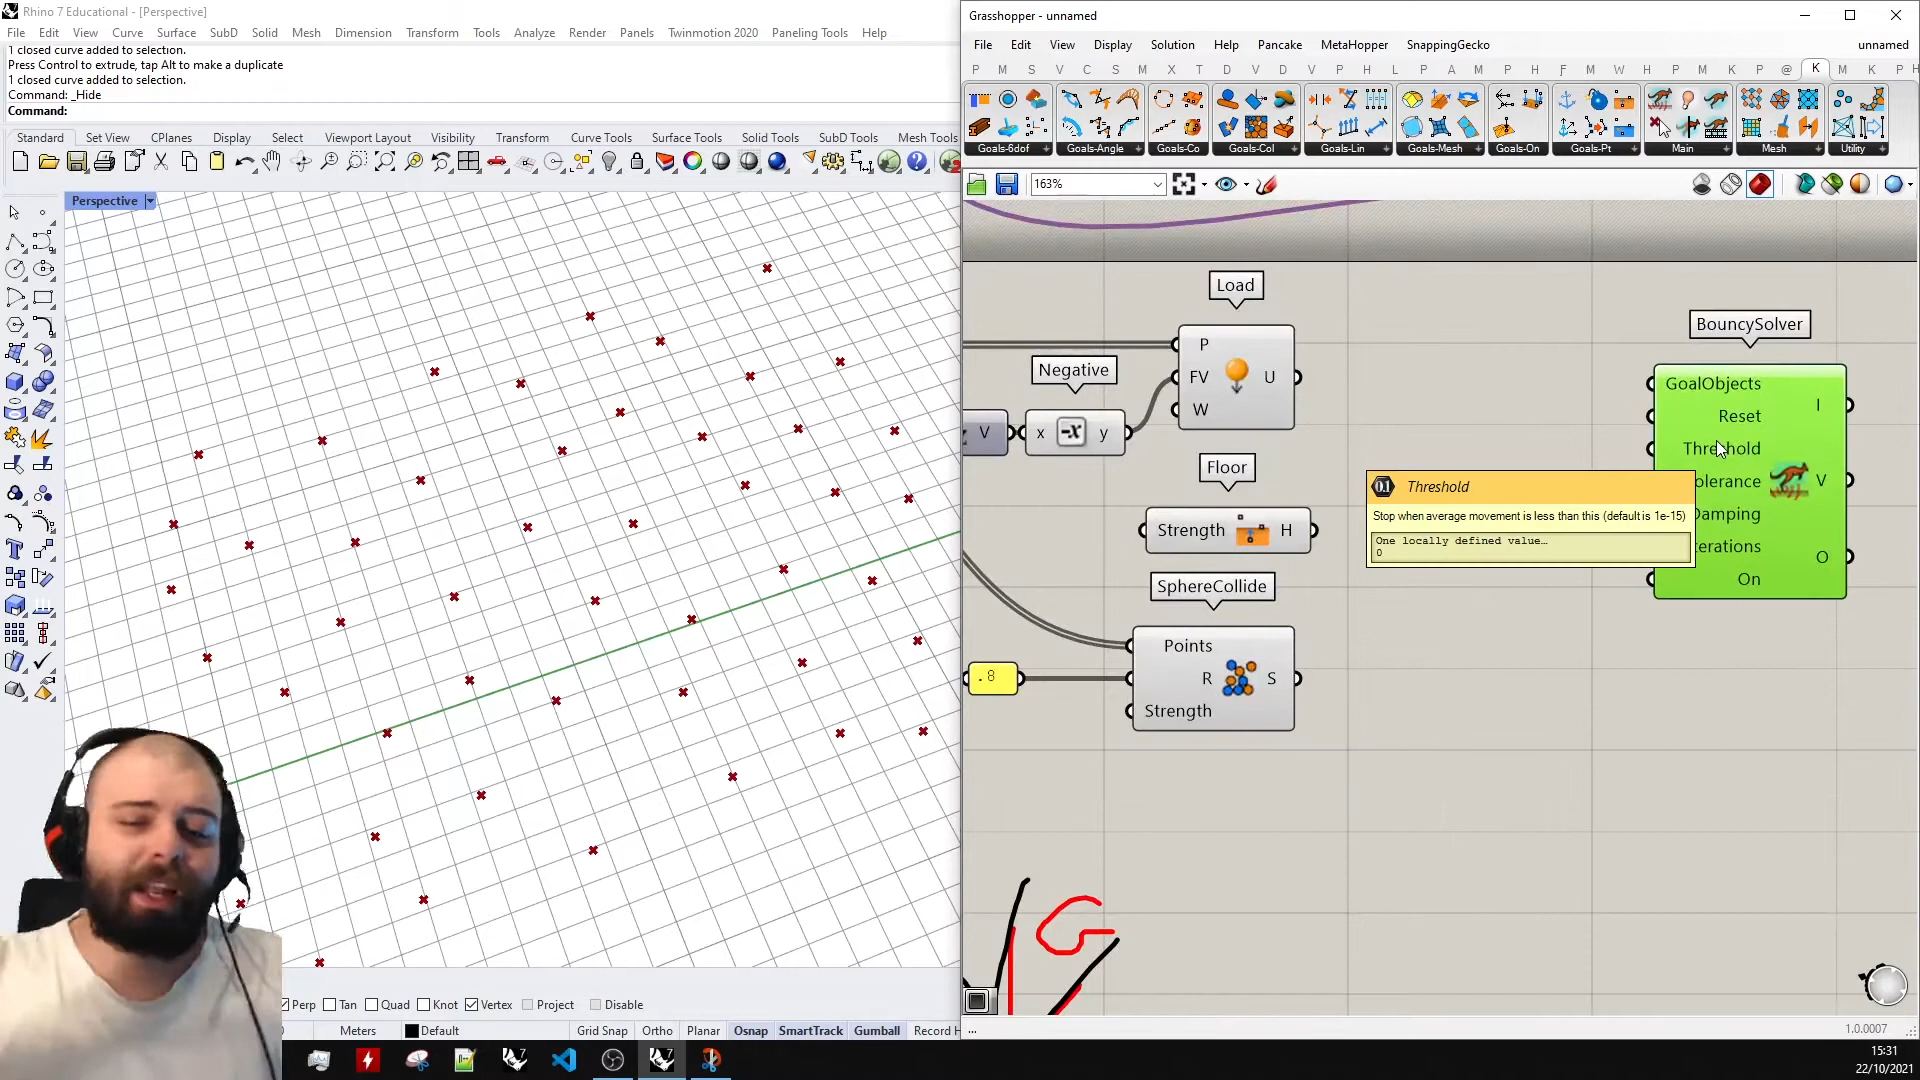 Rhino 7 Educational - [Perspective]
File Edit View Curve Surface SubD Solid Mesh Dimension Transform Tools Analyze Render Panels Twinmotion 2020 Paneling Tools Help
1 closed curve added to selection.
Press Control to extrude, tap Alt to make a duplicate
1 closed curve added to selection.
Command: _Hide
Command:
Standard Set View CPlanes Display Select Viewport Layout Visibility Transform Curve Tools Surface Tools Solid Tools SubD Tools Mesh Tools
Perspective
Perp Tan Quad Knot Vertex Project Disable
Meters Default Grid Snap Ortho Planar Osnap SmartTrack Gumball Record H
Grasshopper - unnamed
File Edit View Display Solution Help Pancake MetaHopper SnappingGecko unnamed
P M S V C S M X T D V D V P M P H S L P A M P H F M W H P M K P @ K M K P H
Goals-6dof Goals-Angle Goals-Co Goals-Col Goals-Lin Goals-Mesh Goals-On Goals-Pt Main Mesh Utility
163%
Load
P
FV U
W
Negative
V x -X y
Floor
Strength H
SphereCollide
Points
R S
Strength
.8
BouncySolver
GoalObjects
Reset
Threshold
Tolerance
Damping
Iterations
On
I
V
O
0.1 Threshold
Stop when average movement is less than this (default is 1e-15)
One locally defined value…
0
G
...
1.0.0007
15:31
22/10/2021